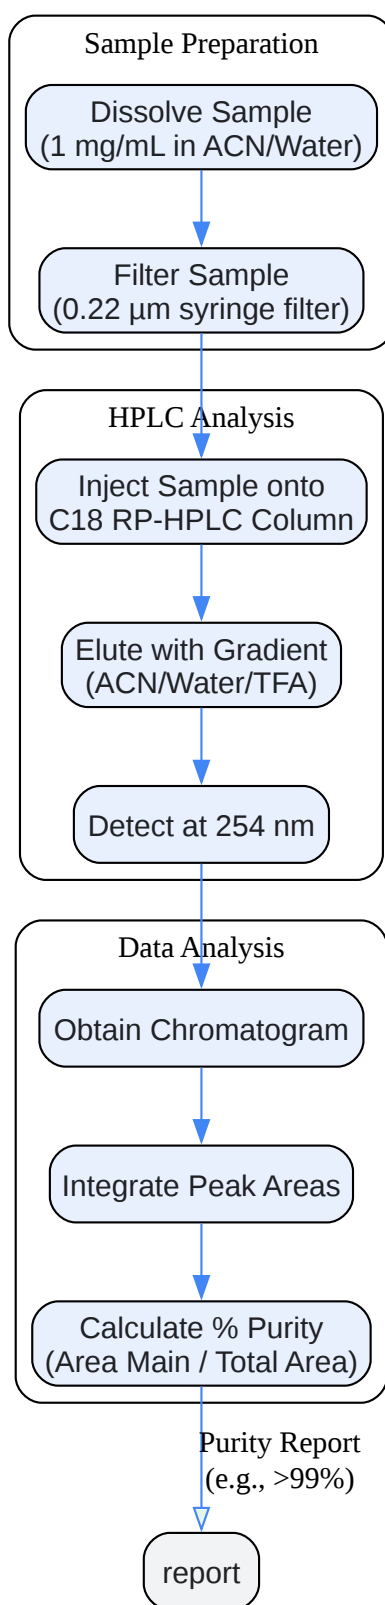 Sample Preparation
Dissolve Sample
(1 mg/mL in ACN/Water)
Filter Sample
(0.22 µm syringe filter)
HPLC Analysis
Inject Sample onto
C18 RP-HPLC Column
Elute with Gradient
(ACN/Water/TFA)
Detect at 254 nm
Data Analysis
Obtain Chromatogram
Integrate Peak Areas
Calculate % Purity
(Area Main / Total Area)
Purity Report
(e.g., >99%)
report